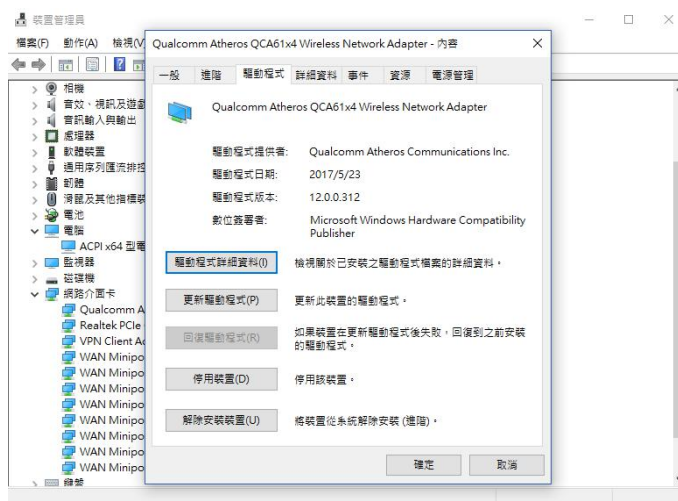 裝置管理員
檔案(F) 動作(A) 檢視(V)
Qualcomm Atheros QCA61x4 Wireless Network Adapter - 內容
一般 進階 驅動程式 詳細資料 事件 資源 電源管理
Qualcomm Atheros QCA61x4 Wireless Network Adapter
驅動程式提供者: Qualcomm Atheros Communications Inc.
驅動程式日期: 2017/5/23
驅動程式版本: 12.0.0.312
數位簽署者: Microsoft Windows Hardware Compatibility
Publisher
驅動程式詳細資料(I) 檢視關於已安裝之驅動程式檔案的詳細資料。
更新驅動程式(P) 更新此裝置的驅動程式。
回復驅動程式(R) 如果裝置在更新驅動程式後失敗,回復到之前安裝
的驅動程式。
停用裝置(D) 停用該裝置。
解除安裝裝置(U) 將裝置從系統解除安裝 (進階)。
確定 取消
相機
音效、視訊及遊戲
音訊輸入與輸出
處理器
軟體裝置
通用序列匯流排控
韌體
滑鼠及其他指標裝
電池
電腦
ACPI x64 型電
監視器
磁碟機
網路介面卡
Qualcomm A
Realtek PCIe
VPN Client Ad
WAN Minipo
WAN Minipo
WAN Minipo
WAN Minipo
WAN Minipo
WAN Minipo
WAN Minipo
WAN Minipo
鍵盤